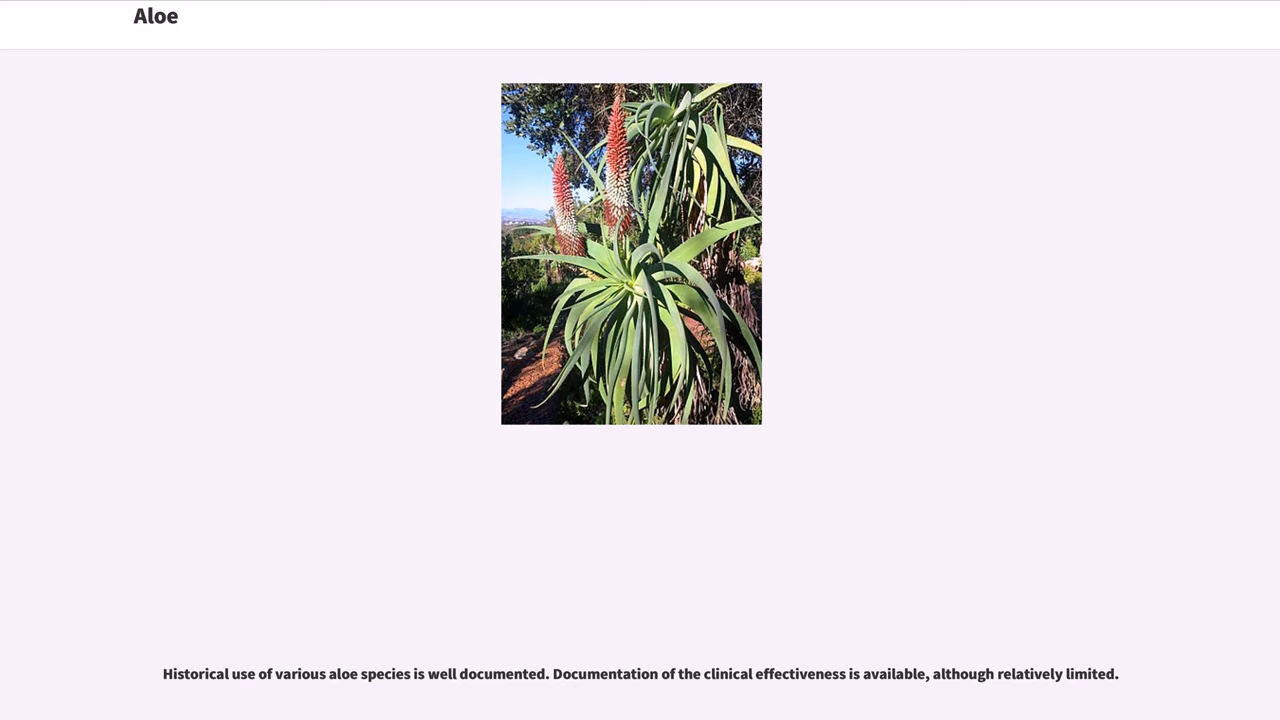 Aloe
Historical use of various aloe species is well documented. Documentation of the clinical effectiveness is available, although relatively limited.